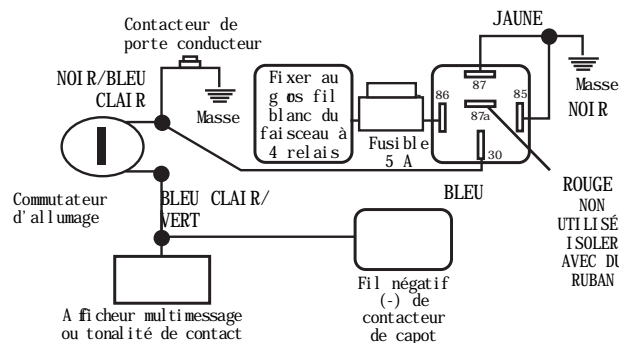 Contacteur de
porte conducteur
JAUNE
NOIR/BLEU
CLAIR
Masse
Fixer au
gros fil
blanc du
faisceau à
4 relais
Fusible
5 A
86
87
87a
85
30
Masse
NOIR
Commutateur
d'allumage
BLEU CLAIR/
VERT
BLEU
ROUGE
NON
UTILISÉ
ISOLER
AVEC DU
RUBAN
Afficheur multimessage
ou tonalité de contact
Fil négatif
(-) de
contacteur
de capot